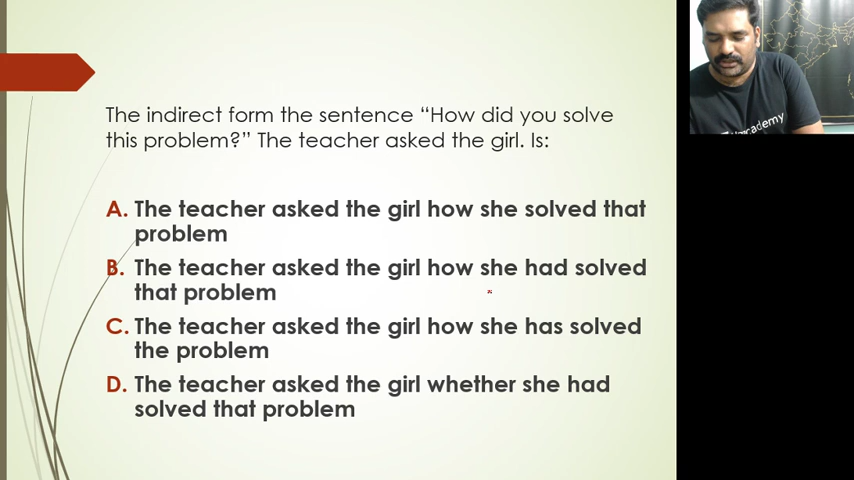 The indirect form the sentence “How did you solve
this problem?” The teacher asked the girl. Is:
A. The teacher asked the girl how she solved that
problem
B. The teacher asked the girl how she had solved
that problem
C. The teacher asked the girl how she has solved
the problem
D. The teacher asked the girl whether she had
solved that problem